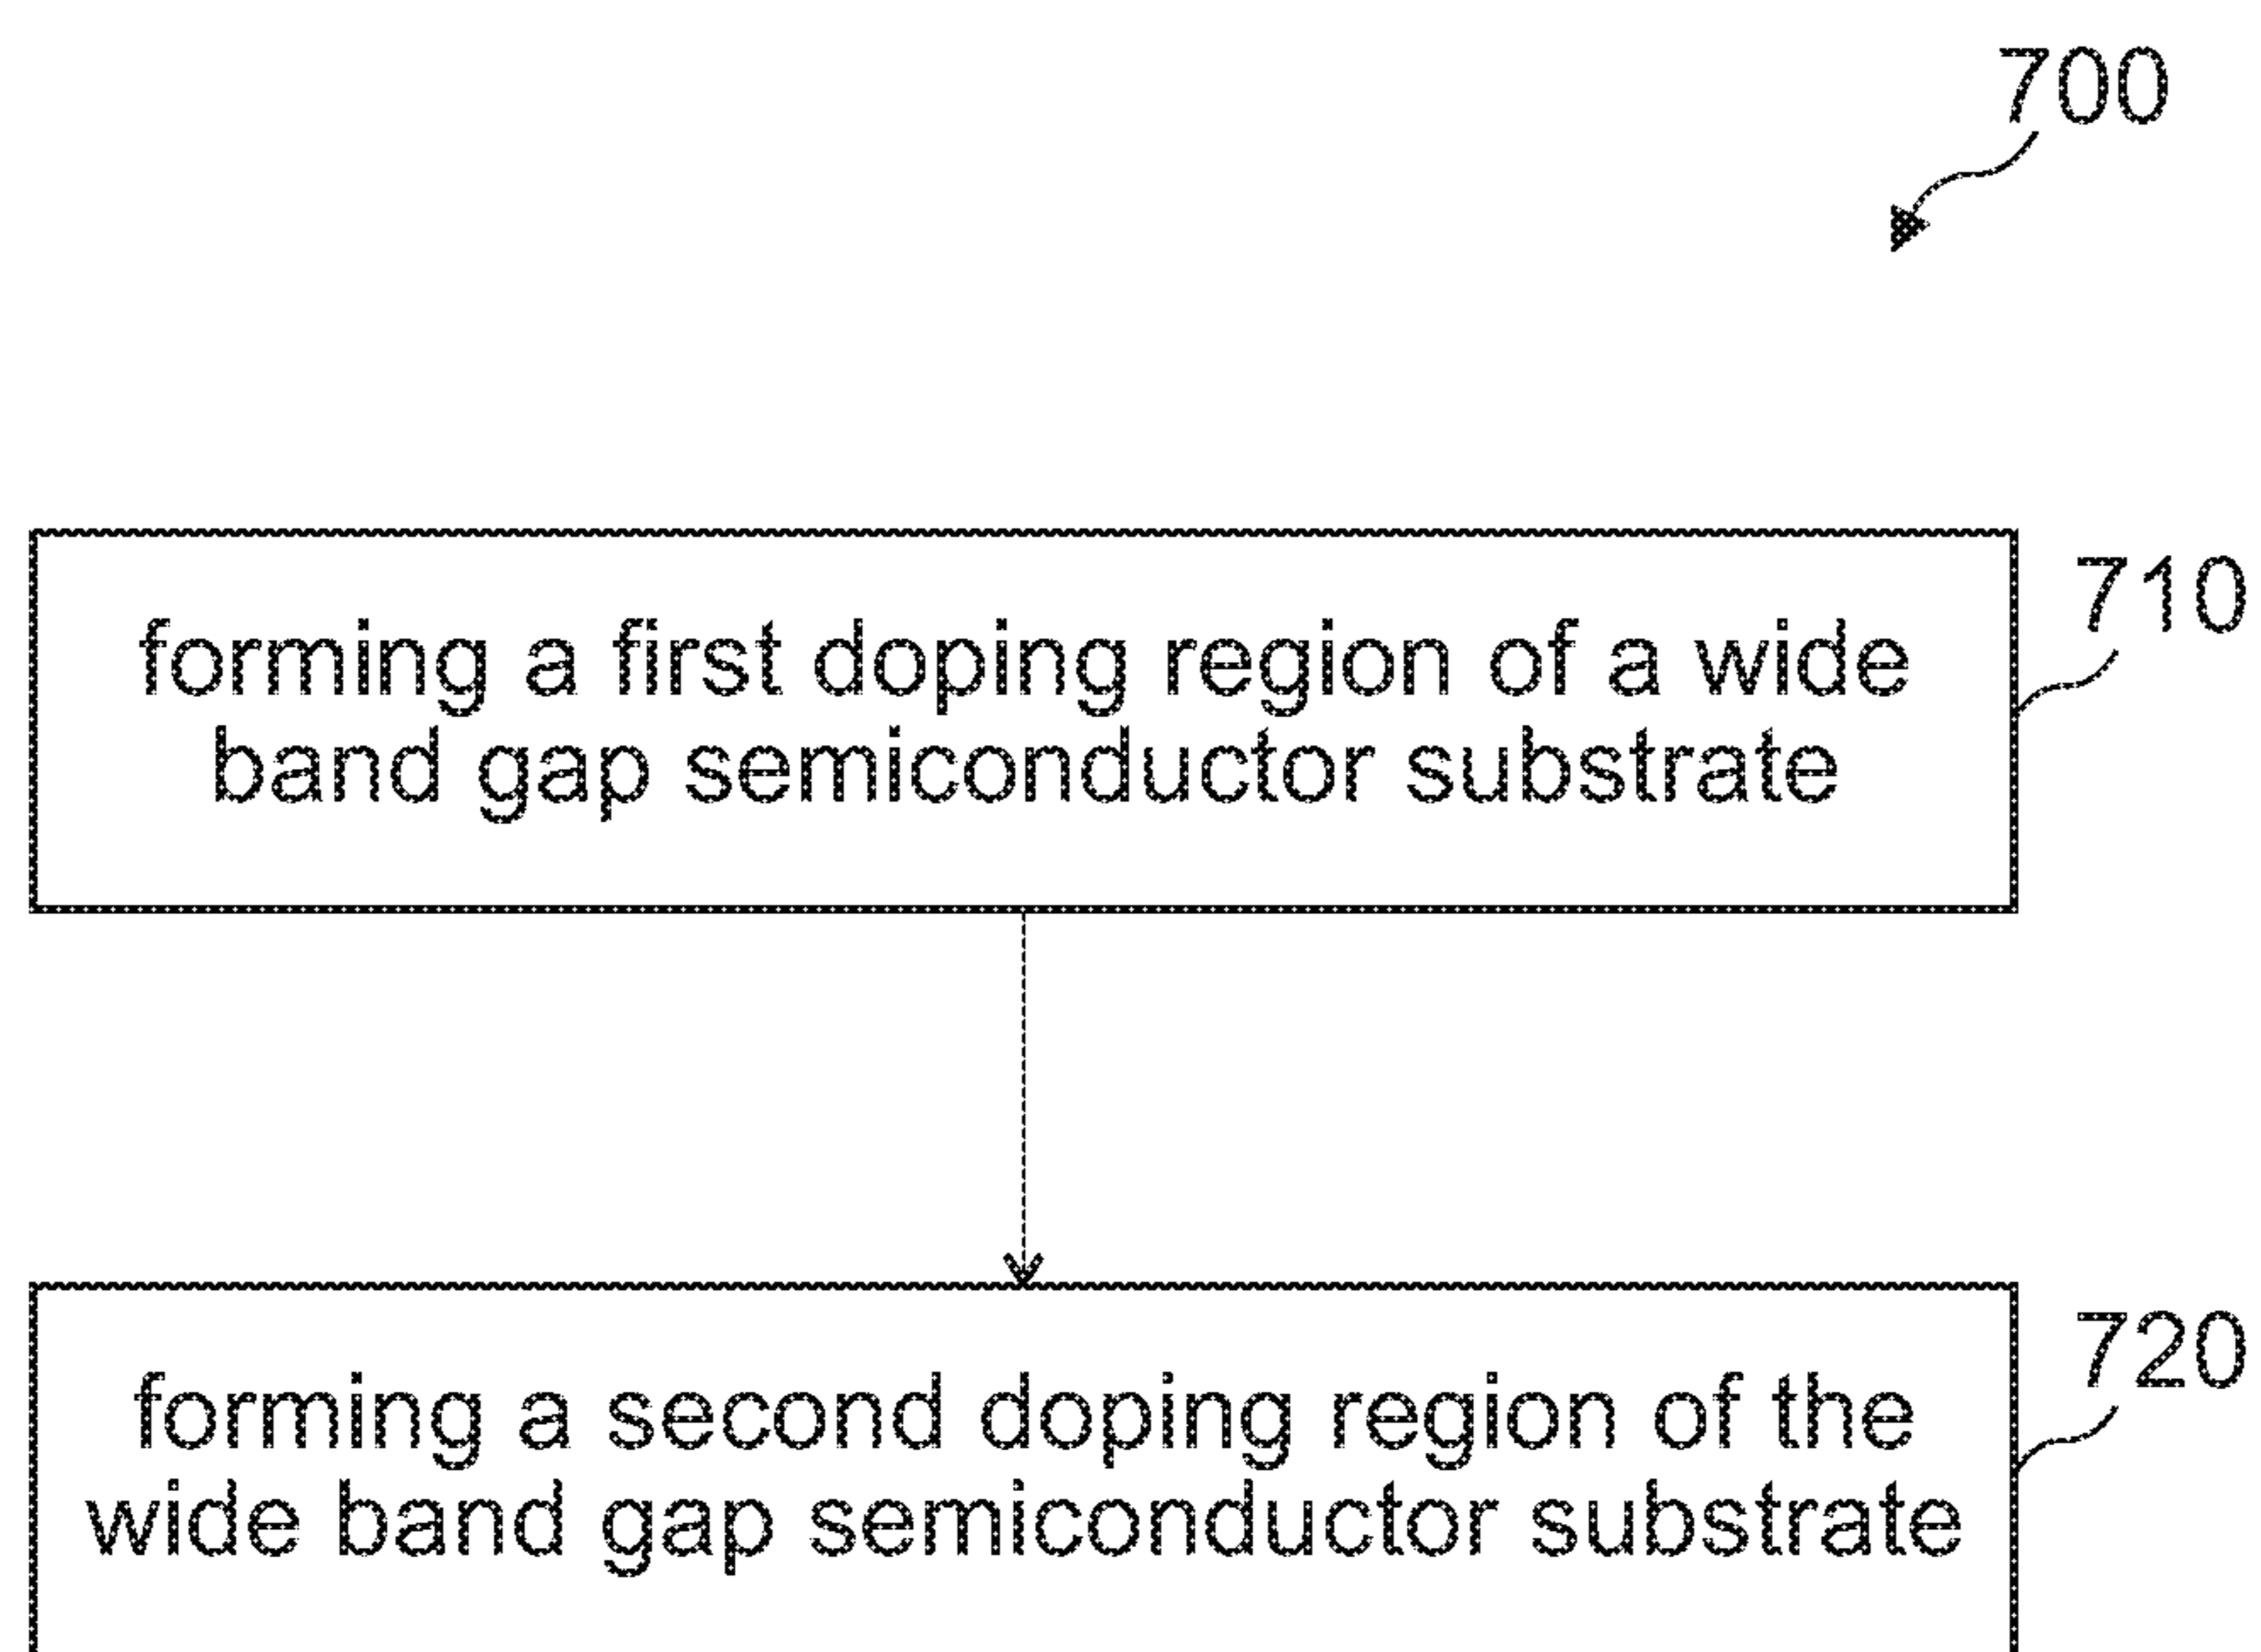 700
710
forming a first doping region of a wide
band gap semiconductor substrate
720
forming a second doping region of the
wide band gap semiconductor substrate